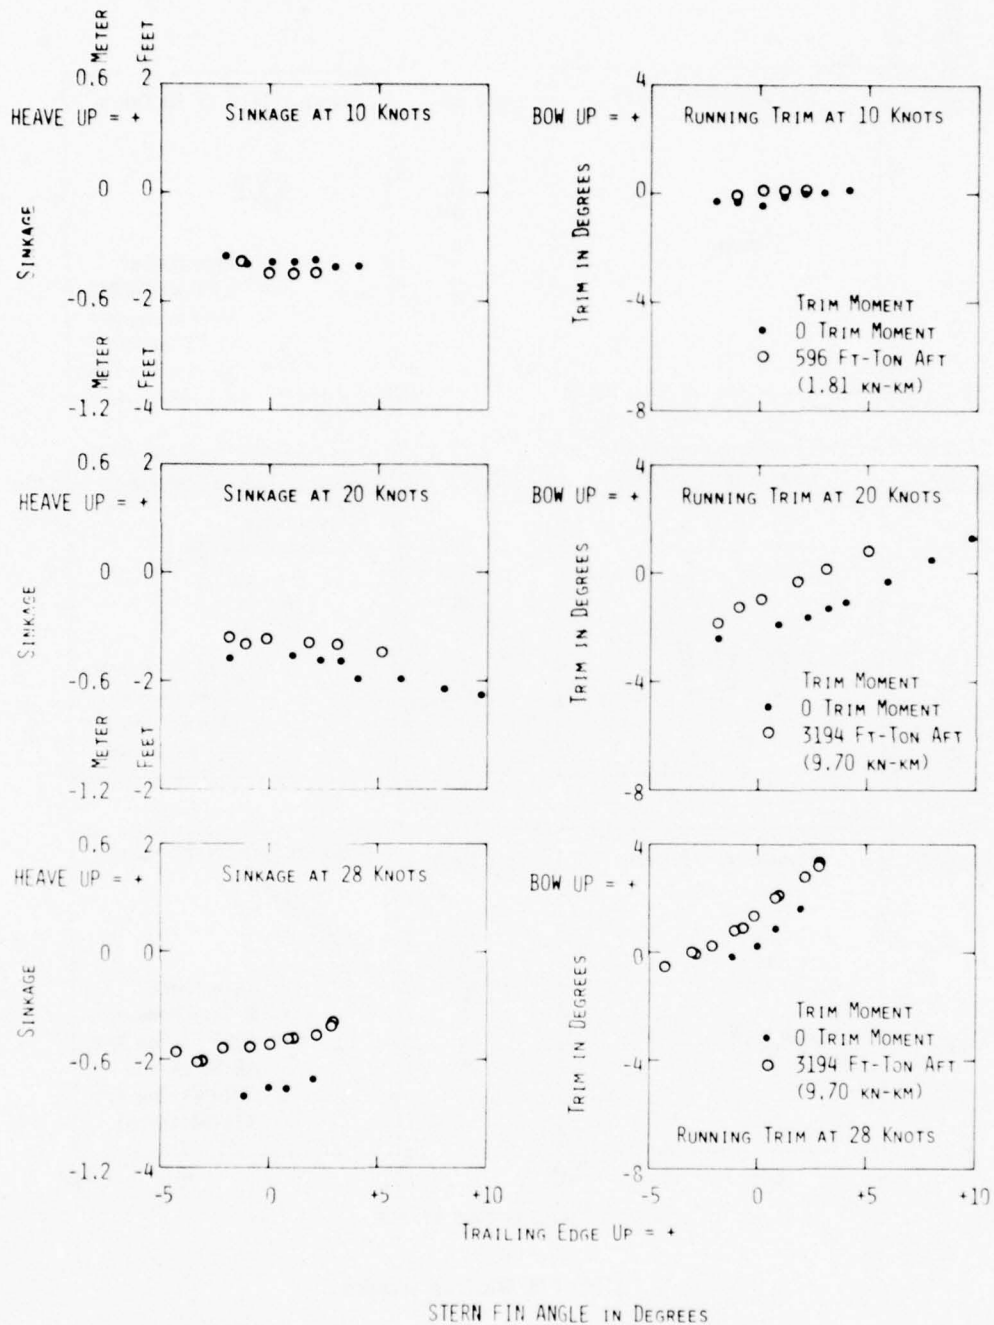 METER
FEET
0.6 2
HEAVE UP = +
SINKAGE AT 10 KNOTS
0 0
SINKAGE
-0.6 -2
METER
FEET
-1.2 -4
4
BOW UP = +
RUNNING TRIM AT 10 KNOTS
0
TRIM IN DEGREES
-4
TRIM MOMENT
0 TRIM MOMENT
596 FT-TON AFT
(1.81 KN-KM)
-8
0.6 2
HEAVE UP = +
SINKAGE AT 20 KNOTS
0 0
SINKAGE
-0.6 -2
METER
FEET
-1.2 -2
4
BOW UP = +
RUNNING TRIM AT 20 KNOTS
0
TRIM IN DEGREES
-4
TRIM MOMENT
0 TRIM MOMENT
3194 FT-TON AFT
(9.70 KN-KM)
-8
0.6 2
HEAVE UP = +
SINKAGE AT 28 KNOTS
0 0
SINKAGE
-0.6 -2
-1.2 -4
-5 0 +5 +10
4
BOW UP = +
0
TRIM IN DEGREES
-4
TRIM MOMENT
0 TRIM MOMENT
3194 FT-TON AFT
(9.70 KN-KM)
RUNNING TRIM AT 28 KNOTS
-8
-5 0 +5 +10
TRAILING EDGE UP = +
STERN FIN ANGLE IN DEGREES